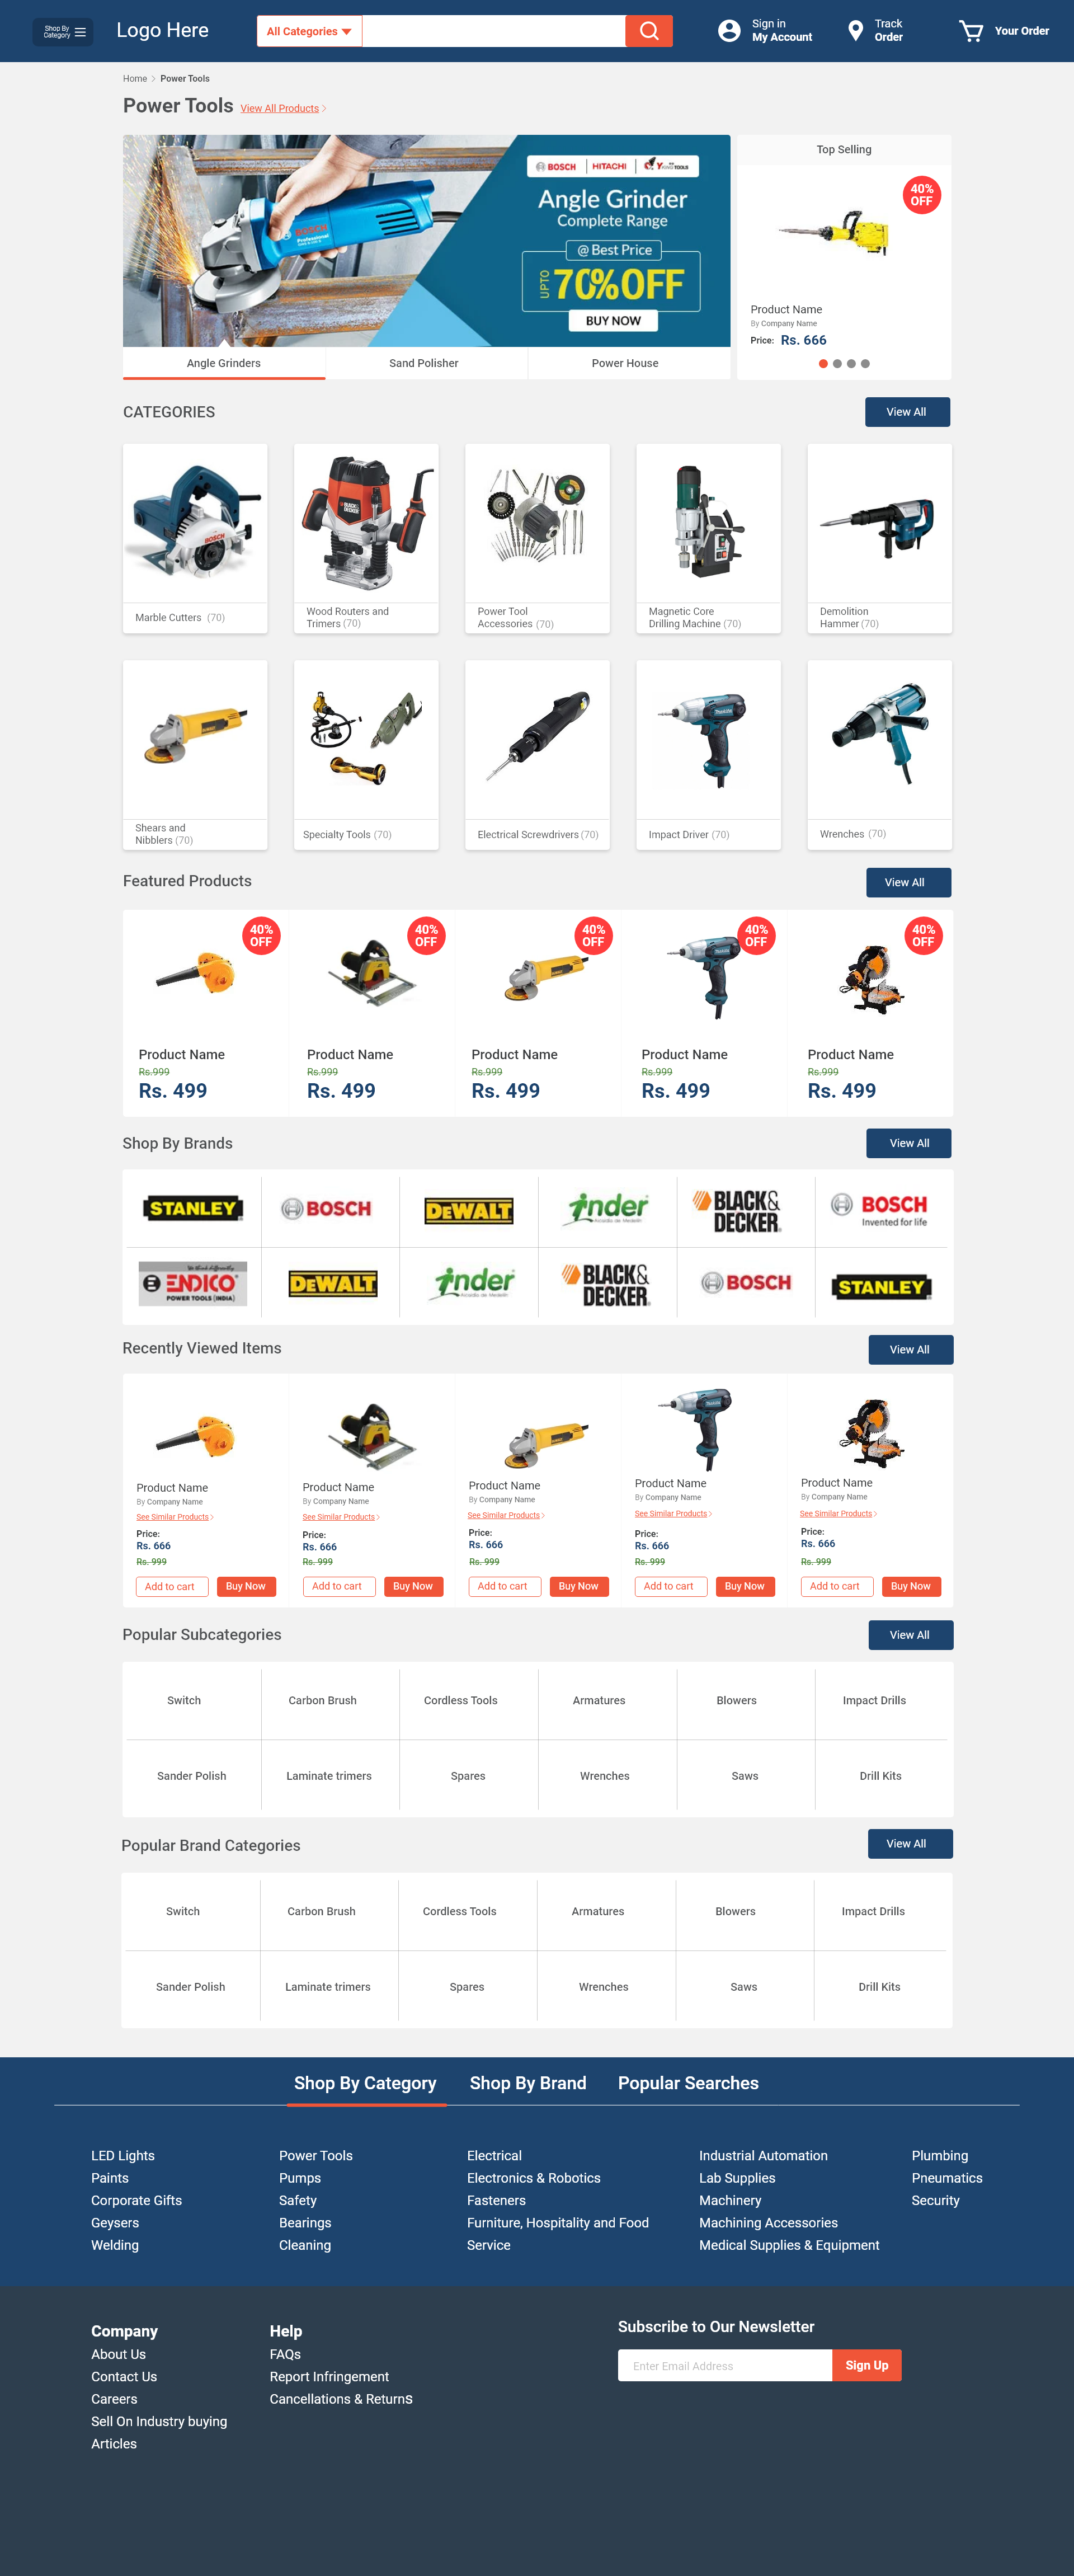 Shop By
Category
Logo Here
All Categories
Sign in
My Account
Track
Order
Your Order
Home > Power Tools
Power Tools View All Products >
BOSCH
Professional
BOSCH HITACHI YKING TOOLS
Angle Grinder
Complete Range
@ Best Price
UPTO 70% OFF
BUY NOW
Angle Grinders
Sand Polisher
Power House
Top Selling
40%
OFF
Product Name
By Company Name
Price: Rs. 666
CATEGORIES
View All
BOSCH
BLACK&
DECKER
Marble Cutters (70)
Wood Routers and
Trimers (70)
Power Tool
Accessories (70)
Magnetic Core
Drilling Machine (70)
Demolition
Hammer (70)
Shears and
Nibblers (70)
Specialty Tools (70)
Electrical Screwdrivers (70)
Impact Driver (70)
Wrenches (70)
Featured Products
View All
40%
OFF
40%
OFF
40%
OFF
40%
OFF
40%
OFF
Product Name
Rs.999
Rs. 499
Product Name
Rs.999
Rs. 499
Product Name
Rs.999
Rs. 499
Product Name
Rs.999
Rs. 499
Product Name
Rs.999
Rs. 499
Shop By Brands
View All
STANLEY
BOSCH
DEWALT
inder
Alcaldía de Medellín
BLACK&
DECKER
BOSCH
Invented for life
We think differently
ENDICO
POWER TOOLS (INDIA)
DEWALT
inder
Alcaldía de Medellín
BLACK&
DECKER
BOSCH
STANLEY
Recently Viewed Items
View All
Product Name
By Company Name
See Similar Products >
Price:
Rs. 666
Rs. 999
Add to cart
Buy Now
Product Name
By Company Name
See Similar Products >
Price:
Rs. 666
Rs. 999
Add to cart
Buy Now
Product Name
By Company Name
See Similar Products >
Price:
Rs. 666
Rs. 999
Add to cart
Buy Now
Product Name
By Company Name
See Similar Products >
Price:
Rs. 666
Rs. 999
Add to cart
Buy Now
Product Name
By Company Name
See Similar Products >
Price:
Rs. 666
Rs. 999
Add to cart
Buy Now
Popular Subcategories
View All
Switch
Carbon Brush
Cordless Tools
Armatures
Blowers
Impact Drills
Sander Polish
Laminate trimers
Spares
Wrenches
Saws
Drill Kits
Popular Brand Categories
View All
Switch
Carbon Brush
Cordless Tools
Armatures
Blowers
Impact Drills
Sander Polish
Laminate trimers
Spares
Wrenches
Saws
Drill Kits
Shop By Category
Shop By Brand
Popular Searches
LED Lights
Paints
Corporate Gifts
Geysers
Welding
Power Tools
Pumps
Safety
Bearings
Cleaning
Electrical
Electronics & Robotics
Fasteners
Furniture, Hospitality and Food
Service
Industrial Automation
Lab Supplies
Machinery
Machining Accessories
Medical Supplies & Equipment
Plumbing
Pneumatics
Security
Company
About Us
Contact Us
Careers
Sell On Industry buying
Articles
Help
FAQs
Report Infringement
Cancellations & Returns
Subscribe to Our Newsletter
Enter Email Address
Sign Up